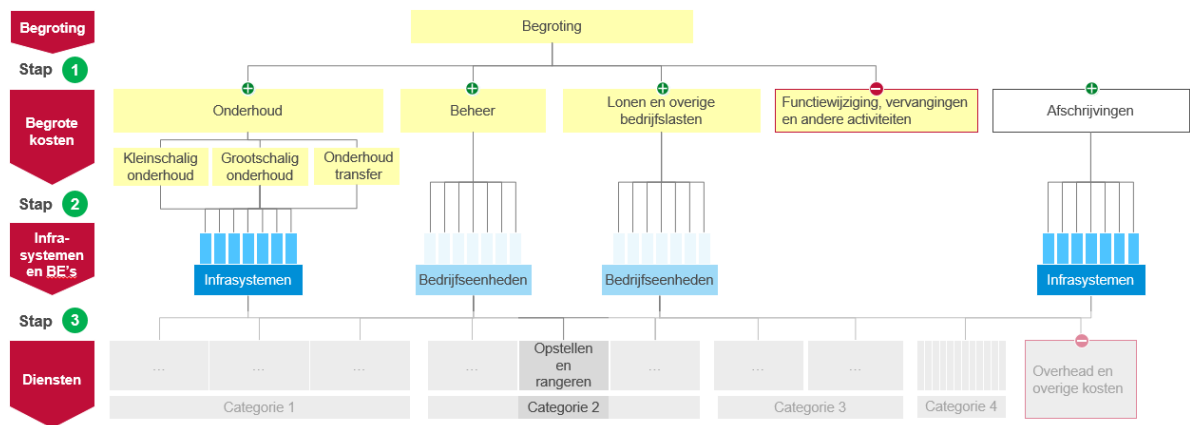 Begroting
Begroting
Stap 1
Begrote
kosten
Onderhoud
Beheer
Lonen en overige
bedrijfslasten
Functiewijziging, vervangingen
en andere activiteiten
Afschrijvingen
Kleinschalig
onderhoud
Grootschalig
onderhoud
Onderhoud
transfer
Stap 2
Infra-
systemen
en BE's
Infrasystemen
Bedrijfseenheden
Bedrijfseenheden
Infrasystemen
Stap 3
Diensten
...
...
...
...
Opstellen
en
rangeren
...
...
...
Overhead en
overige kosten
Categorie 1
Categorie 2
Categorie 3
Categorie 4